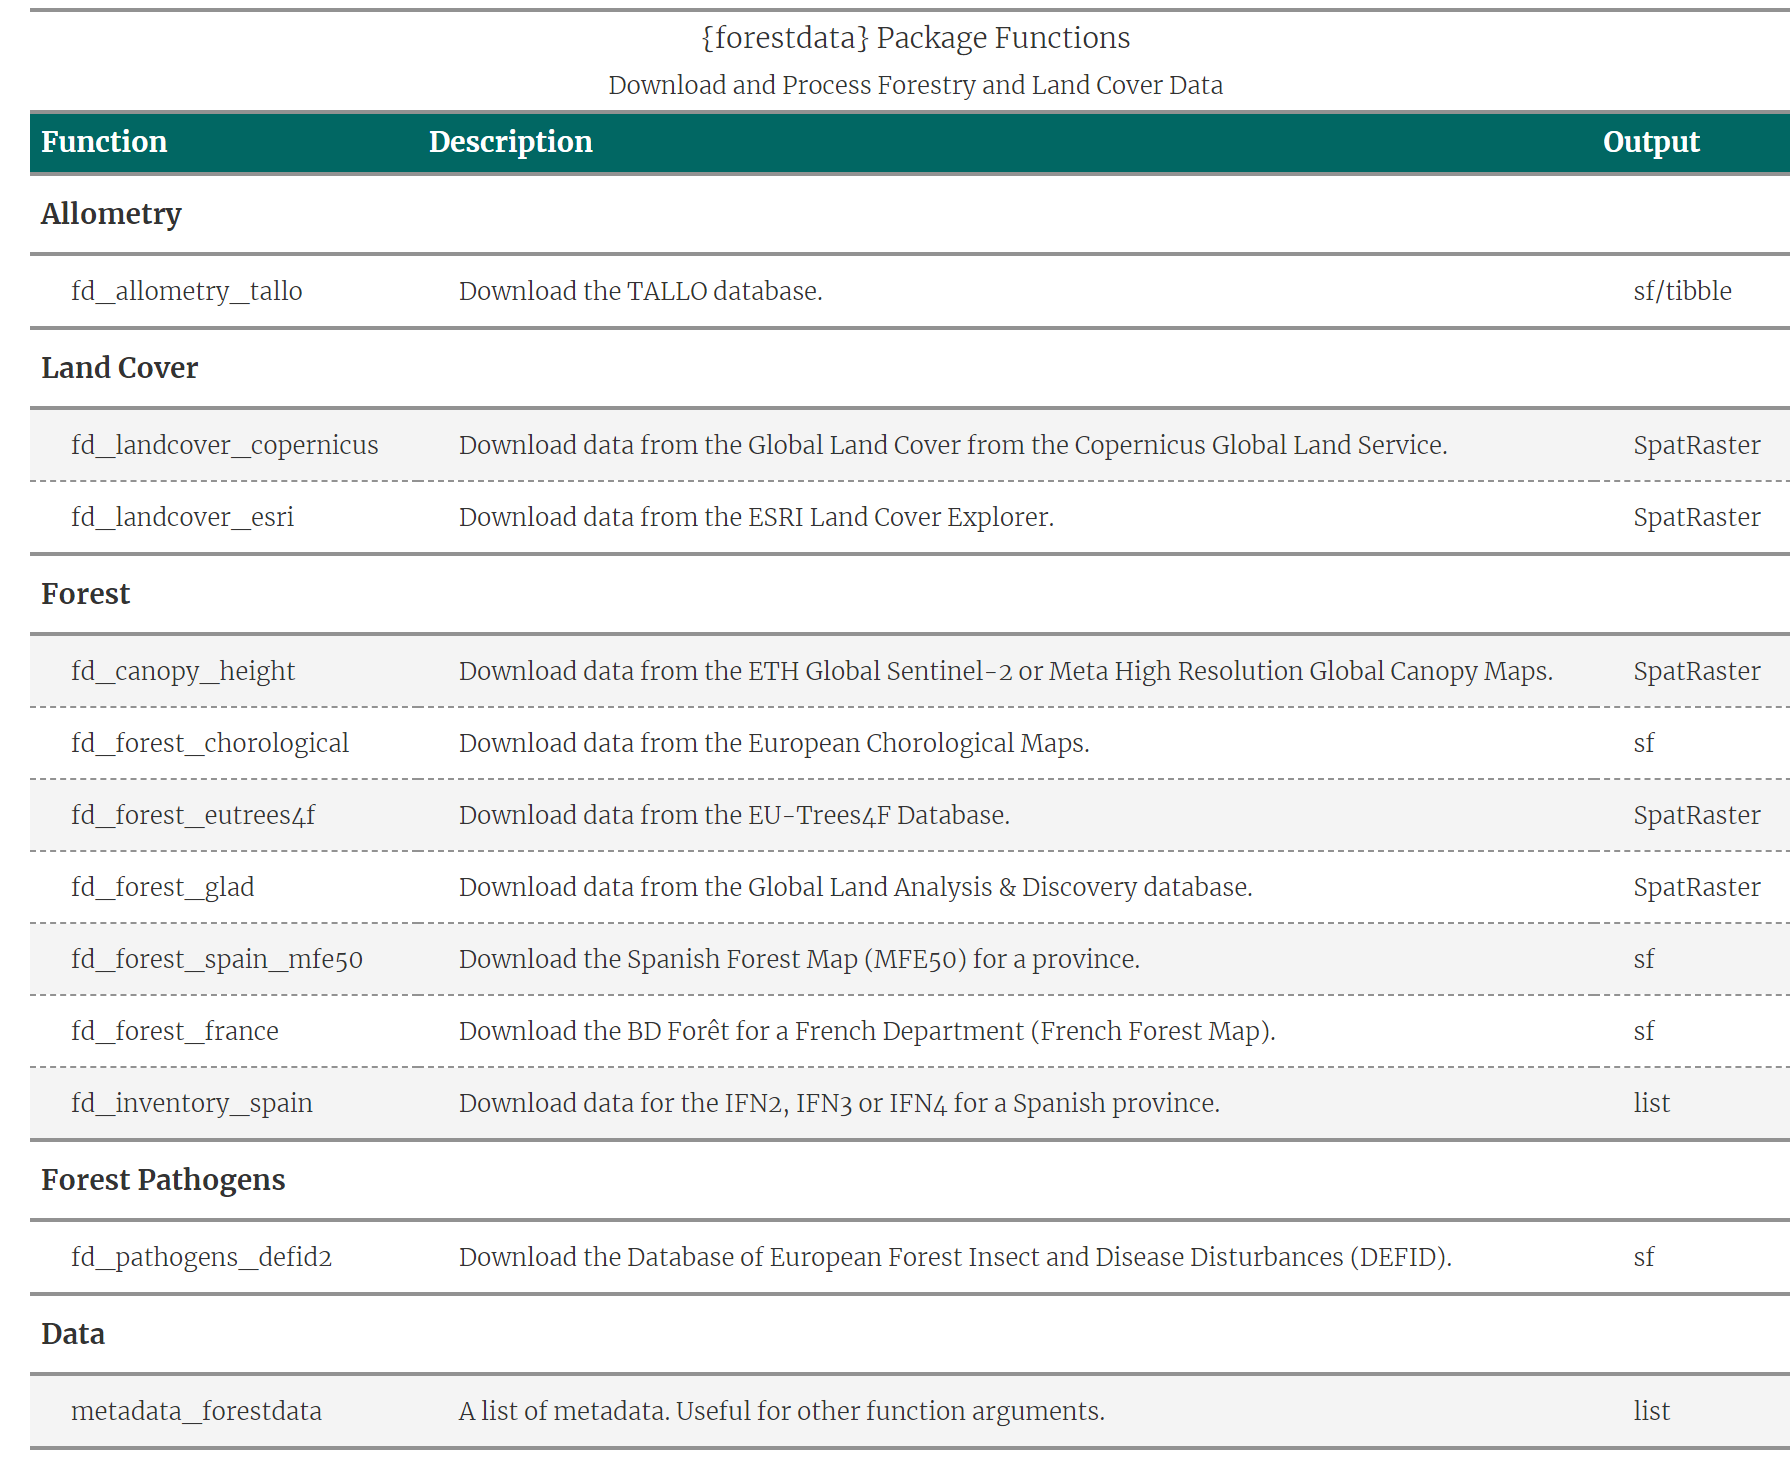 {forestdata} Package Functions
Download and Process Forestry and Land Cover Data
Function Description Output
Allometry
fd_allometry_tallo Download the TALLO database. sf/tibble
Land Cover
fd_landcover_copernicus Download data from the Global Land Cover from the Copernicus Global Land Service. SpatRaster
fd_landcover_esri Download data from the ESRI Land Cover Explorer. SpatRaster
Forest
fd_canopy_height Download data from the ETH Global Sentinel-2 or Meta High Resolution Global Canopy Maps. SpatRaster
fd_forest_chorological Download data from the European Chorological Maps. sf
fd_forest_eutrees4f Download data from the EU-Trees4F Database. SpatRaster
fd_forest_glad Download data from the Global Land Analysis & Discovery database. SpatRaster
fd_forest_spain_mfe50 Download the Spanish Forest Map (MFE50) for a province. sf
fd_forest_france Download the BD Forêt for a French Department (French Forest Map). sf
fd_inventory_spain Download data for the IFN2, IFN3 or IFN4 for a Spanish province. list
Forest Pathogens
fd_pathogens_defid2 Download the Database of European Forest Insect and Disease Disturbances (DEFID). sf
Data
metadata_forestdata A list of metadata. Useful for other function arguments. list